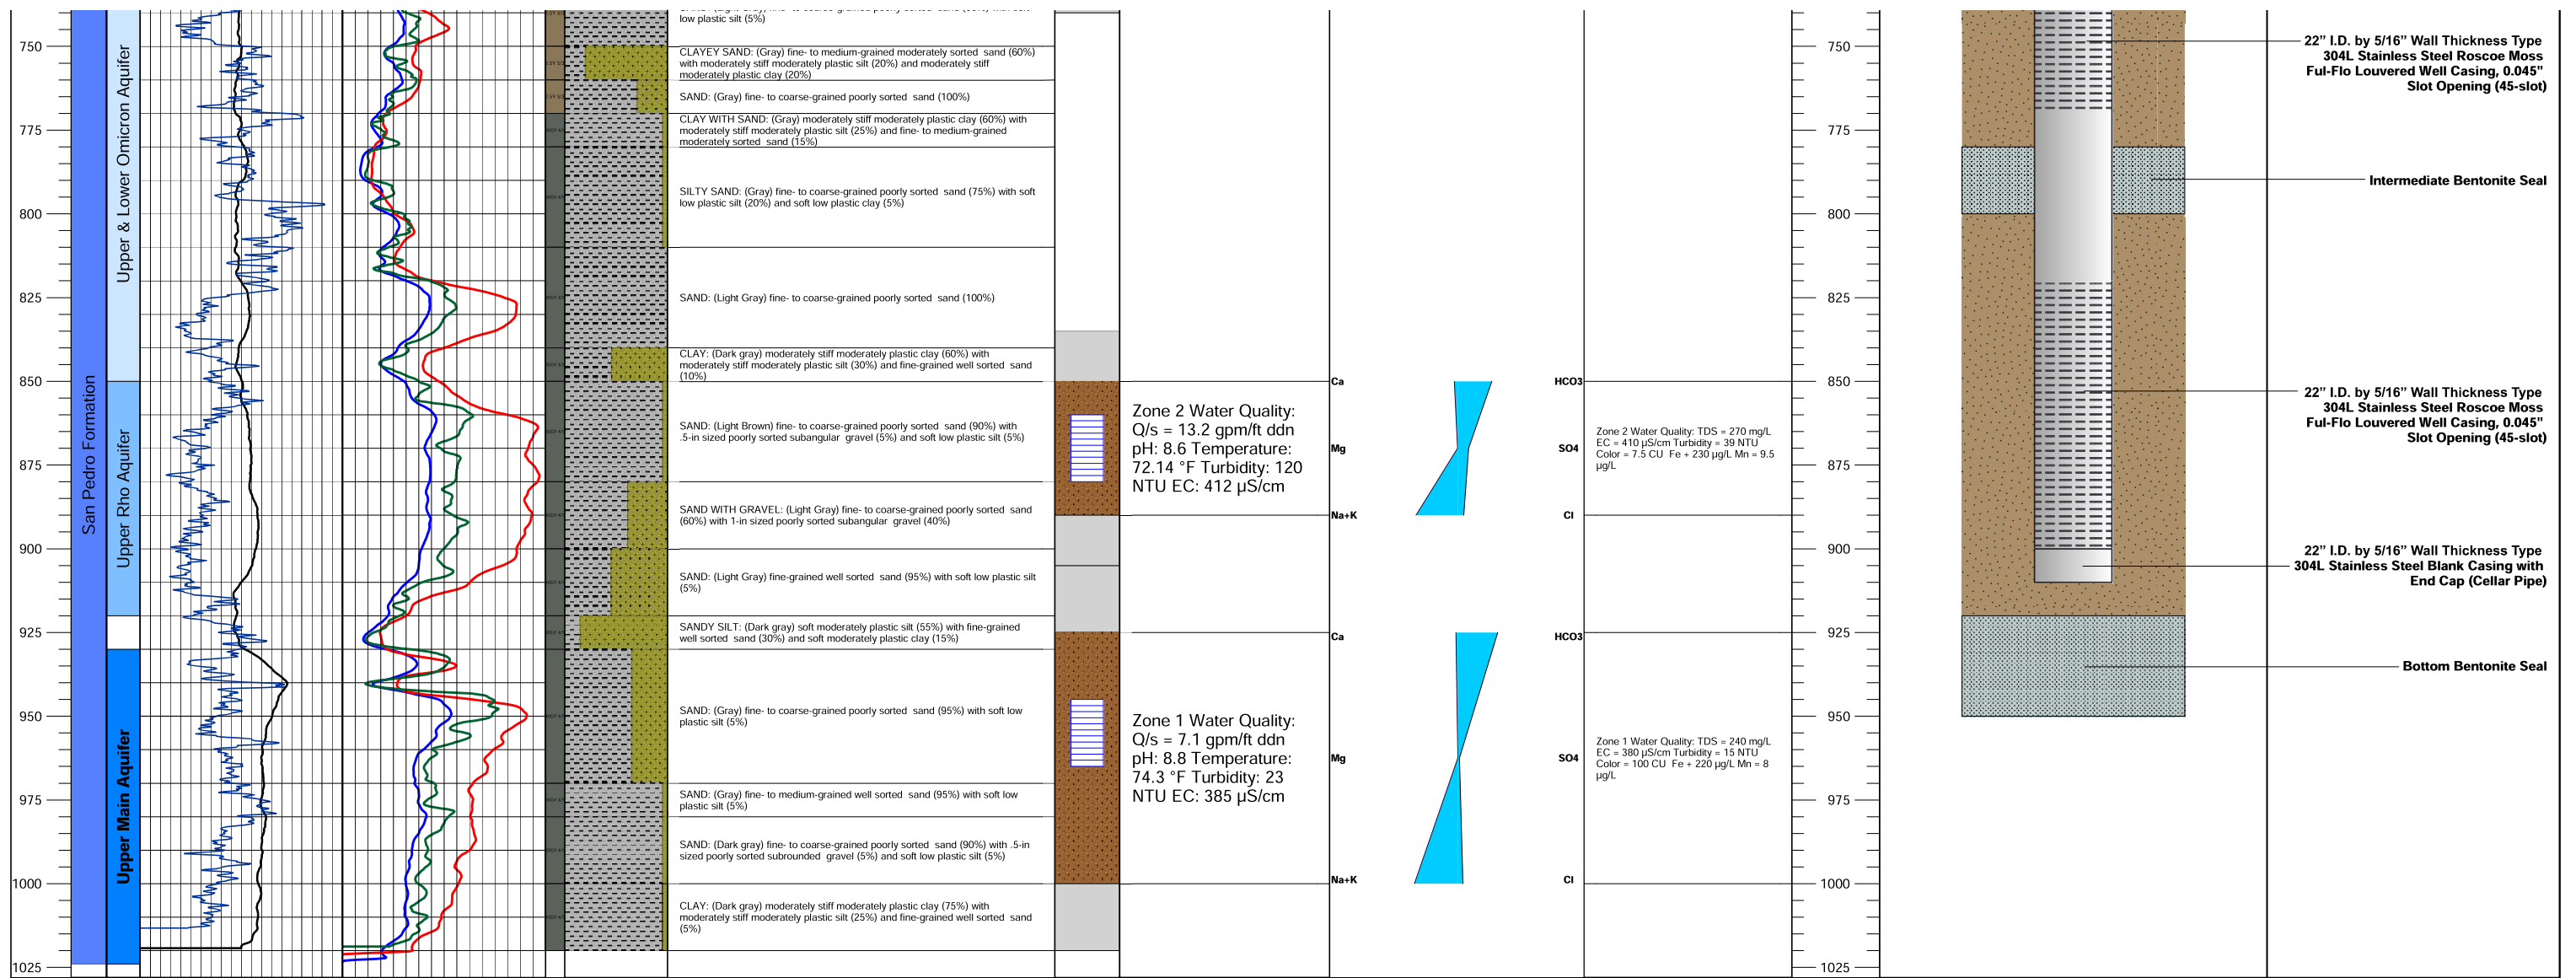 low plastic silt (5%)
750
775
800
825
850
875
900
925
950
975
1000
1025
San Pedro Formation
Upper & Lower Omicron Aquifer
Upper Rho Aquifer
Upper Main Aquifer
CLAYEY SAND: (Gray) fine- to medium-grained moderately sorted sand (60%)
with moderately stiff moderately plastic silt (20%) and moderately stiff
moderately plastic clay (20%)
SAND: (Gray) fine- to coarse-grained poorly sorted sand (100%)
CLAY WITH SAND: (Gray) moderately stiff moderately plastic clay (60%) with
moderately stiff moderately plastic silt (25%) and fine- to medium-grained
moderately sorted sand (15%)
SILTY SAND: (Gray) fine- to coarse-grained poorly sorted sand (75%) with soft
low plastic silt (20%) and soft low plastic clay (5%)
SAND: (Light Gray) fine- to coarse-grained poorly sorted sand (100%)
CLAY: (Dark gray) moderately stiff moderately plastic clay (60%) with
moderately stiff moderately plastic silt (30%) and fine-grained well sorted sand
(10%)
SAND: (Light Brown) fine- to coarse-grained poorly sorted sand (90%) with
.5-in sized poorly sorted subangular gravel (5%) and soft low plastic silt (5%)
SAND WITH GRAVEL: (Light Gray) fine- to coarse-grained poorly sorted sand
(60%) with 1-in sized poorly sorted subangular gravel (40%)
SAND: (Light Gray) fine-grained well sorted sand (95%) with soft low plastic silt
(5%)
SANDY SILT: (Dark gray) soft moderately plastic silt (55%) with fine-grained
well sorted sand (30%) and soft moderately plastic clay (15%)
SAND: (Gray) fine- to coarse-grained poorly sorted sand (95%) with soft low
plastic silt (5%)
SAND: (Gray) fine- to medium-grained well sorted sand (95%) with soft low
plastic silt (5%)
SAND: (Dark gray) fine- to coarse-grained poorly sorted sand (90%) with .5-in
sized poorly sorted subrounded gravel (5%) and soft low plastic silt (5%)
CLAY: (Dark gray) moderately stiff moderately plastic clay (75%) with
moderately stiff moderately plastic silt (25%) and fine-grained well sorted sand
(5%)
Zone 2 Water Quality:
Q/s = 13.2 gpm/ft ddn
pH: 8.6 Temperature:
72.14 °F Turbidity: 120
NTU EC: 412 µS/cm
Zone 1 Water Quality:
Q/s = 7.1 gpm/ft ddn
pH: 8.8 Temperature:
74.3 °F Turbidity: 23
NTU EC: 385 µS/cm
Ca
HCO3
Mg
SO4
Na+K
Cl
Ca
HCO3
Mg
SO4
Na+K
Cl
Zone 2 Water Quality: TDS = 270 mg/L
EC = 410 µS/cm Turbidity = 39 NTU
Color = 7.5 CU Fe + 230 µg/L Mn = 9.5
µg/L
Zone 1 Water Quality: TDS = 240 mg/L
EC = 380 µS/cm Turbidity = 15 NTU
Color = 100 CU Fe + 220 µg/L Mn = 8
µg/L
750
775
800
825
850
875
900
925
950
975
1000
1025
22” I.D. by 5/16” Wall Thickness Type
304L Stainless Steel Roscoe Moss
Ful-Flo Louvered Well Casing, 0.045"
Slot Opening (45-slot)
Intermediate Bentonite Seal
22” I.D. by 5/16” Wall Thickness Type
304L Stainless Steel Roscoe Moss
Ful-Flo Louvered Well Casing, 0.045"
Slot Opening (45-slot)
22” I.D. by 5/16” Wall Thickness Type
304L Stainless Steel Blank Casing with
End Cap (Cellar Pipe)
Bottom Bentonite Seal